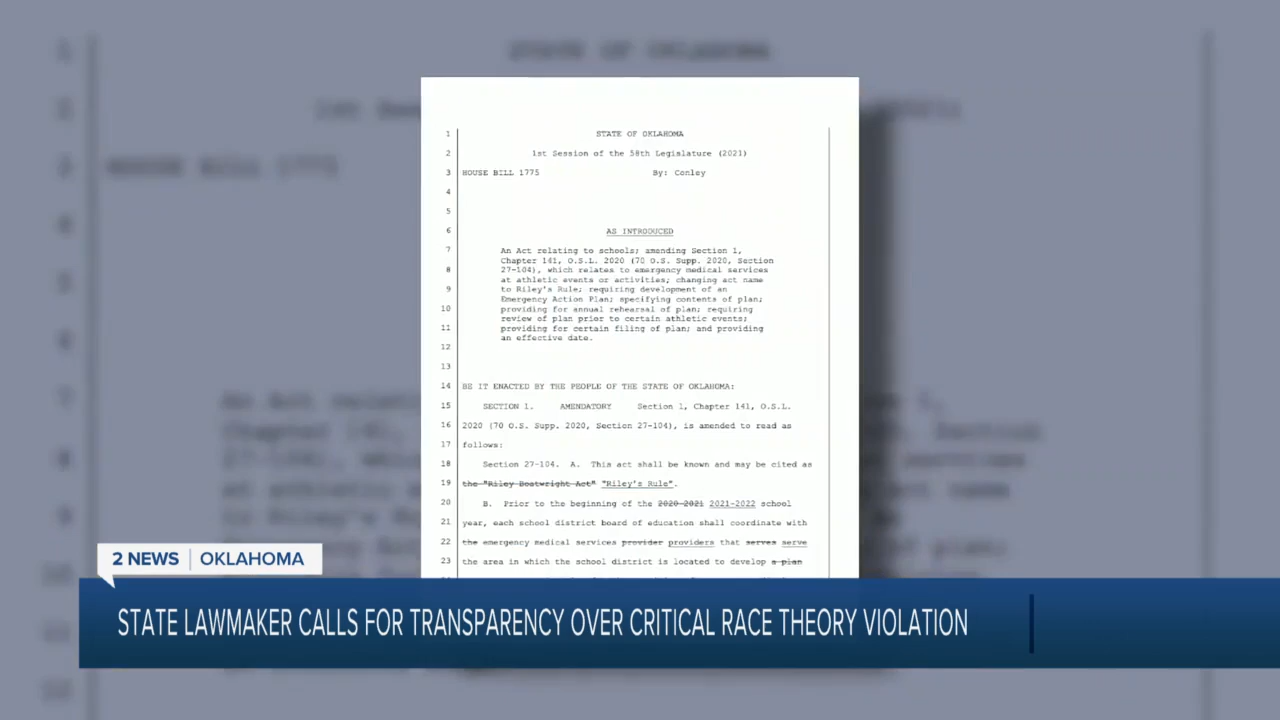 STATE OF OKLAHOMA
1st Session of the 58th Legislature (2021)
HOUSE BILL 1775 By: Conley
AS INTRODUCED
An Act relating to schools; amending Section 1,
Chapter 141, O.S.L. 2020 (70 O.S. Supp. 2020, Section
27-104), which relates to emergency medical services
at athletic events or activities; changing act name
to Riley's Rule; requiring development of an
Emergency Action Plan; specifying contents of plan;
providing for annual rehearsal of plan; requiring
review of plan prior to certain athletic events;
providing for certain filing of plan; and providing
an effective date.
BE IT ENACTED BY THE PEOPLE OF THE STATE OF OKLAHOMA:
SECTION 1. AMENDATORY Section 1, Chapter 141, O.S.L.
2020 (70 O.S. Supp. 2020, Section 27-104), is amended to read as
follows:
Section 27-104. A. This act shall be known and may be cited as
the "Riley Boatwright Act" "Riley's Rule".
B. Prior to the beginning of the 2020-2021 2021-2022 school
year, each school district board of education shall coordinate with
the emergency medical services provider providers that serves serve
the area in which the school district is located to develop a plan
1
2
3
4
5
6
7
8
9
10
11
12
13
14
15
16
17
18
19
20
21
22
23
2 NEWS OKLAHOMA
STATE LAWMAKER CALLS FOR TRANSPARENCY OVER CRITICAL RACE THEORY VIOLATION